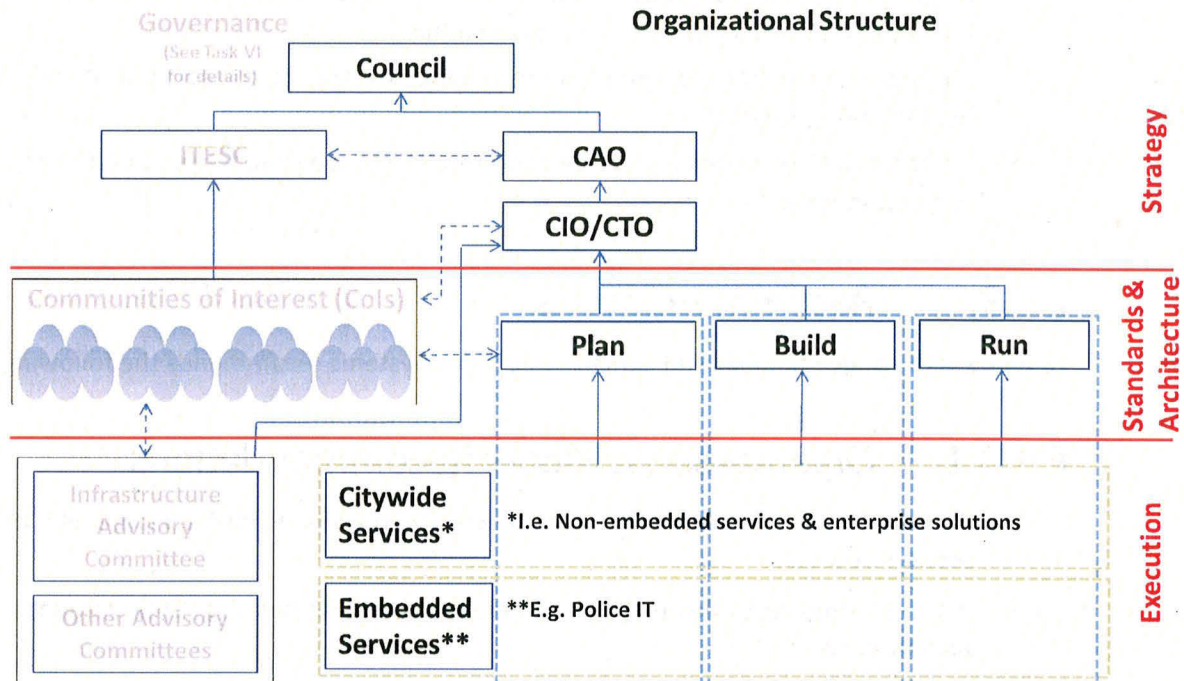 Organizational Structure
Governance
(See Task VI
for details)
Council
ITESC
CAO
CIO/CTO
Strategy
Communities of Interest (CoIs)
Plan
Build
Run
Standards &
Architecture
Infrastructure
Advisory
Committee
Other Advisory
Committees
Citywide
Services*
*I.e. Non-embedded services & enterprise solutions
Embedded
Services**
**E.g. Police IT
Execution